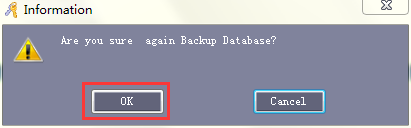 Information
Are you sure  again Backup Database?
OK
Cancel